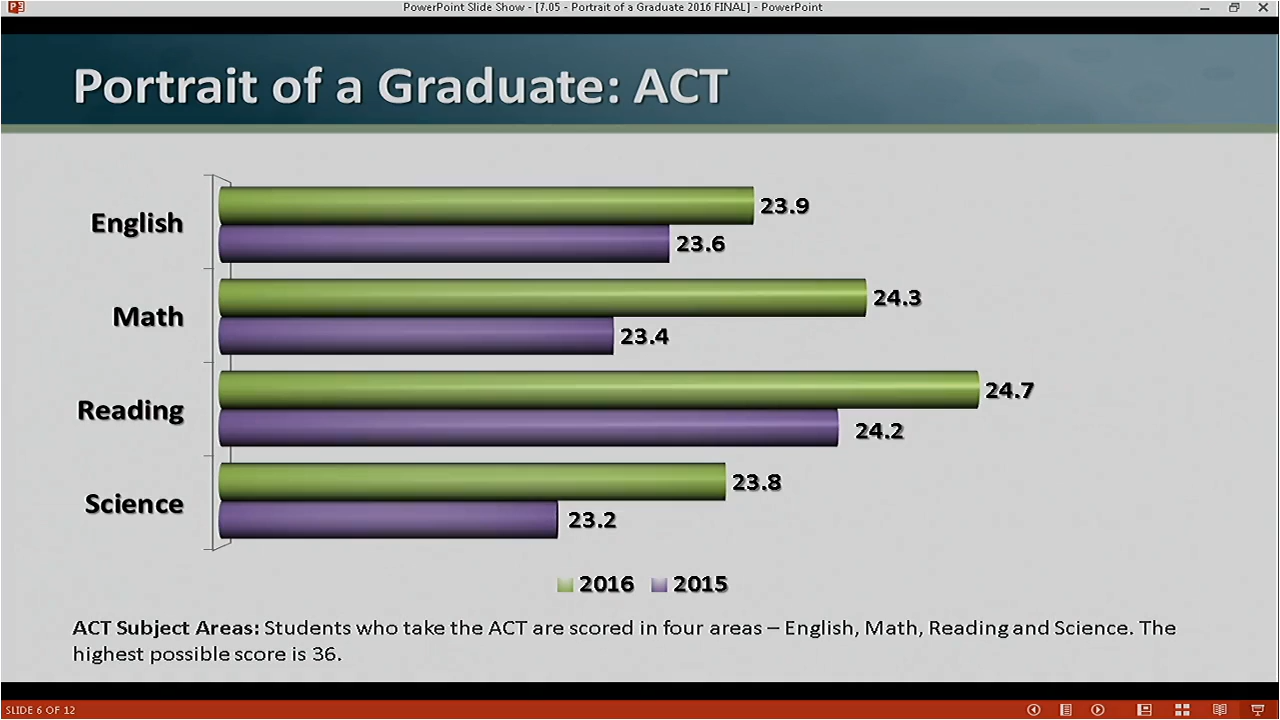 PowerPoint Slide Show - [7.05 - Portrait of a Graduate 2016 FINAL] - PowerPoint
Portrait of a Graduate: ACT
English
23.9
23.6
Math
24.3
23.4
Reading
24.7
24.2
Science
23.8
23.2
2016 2015
ACT Subject Areas: Students who take the ACT are scored in four areas – English, Math, Reading and Science. The
highest possible score is 36.
SLIDE 6 OF 12